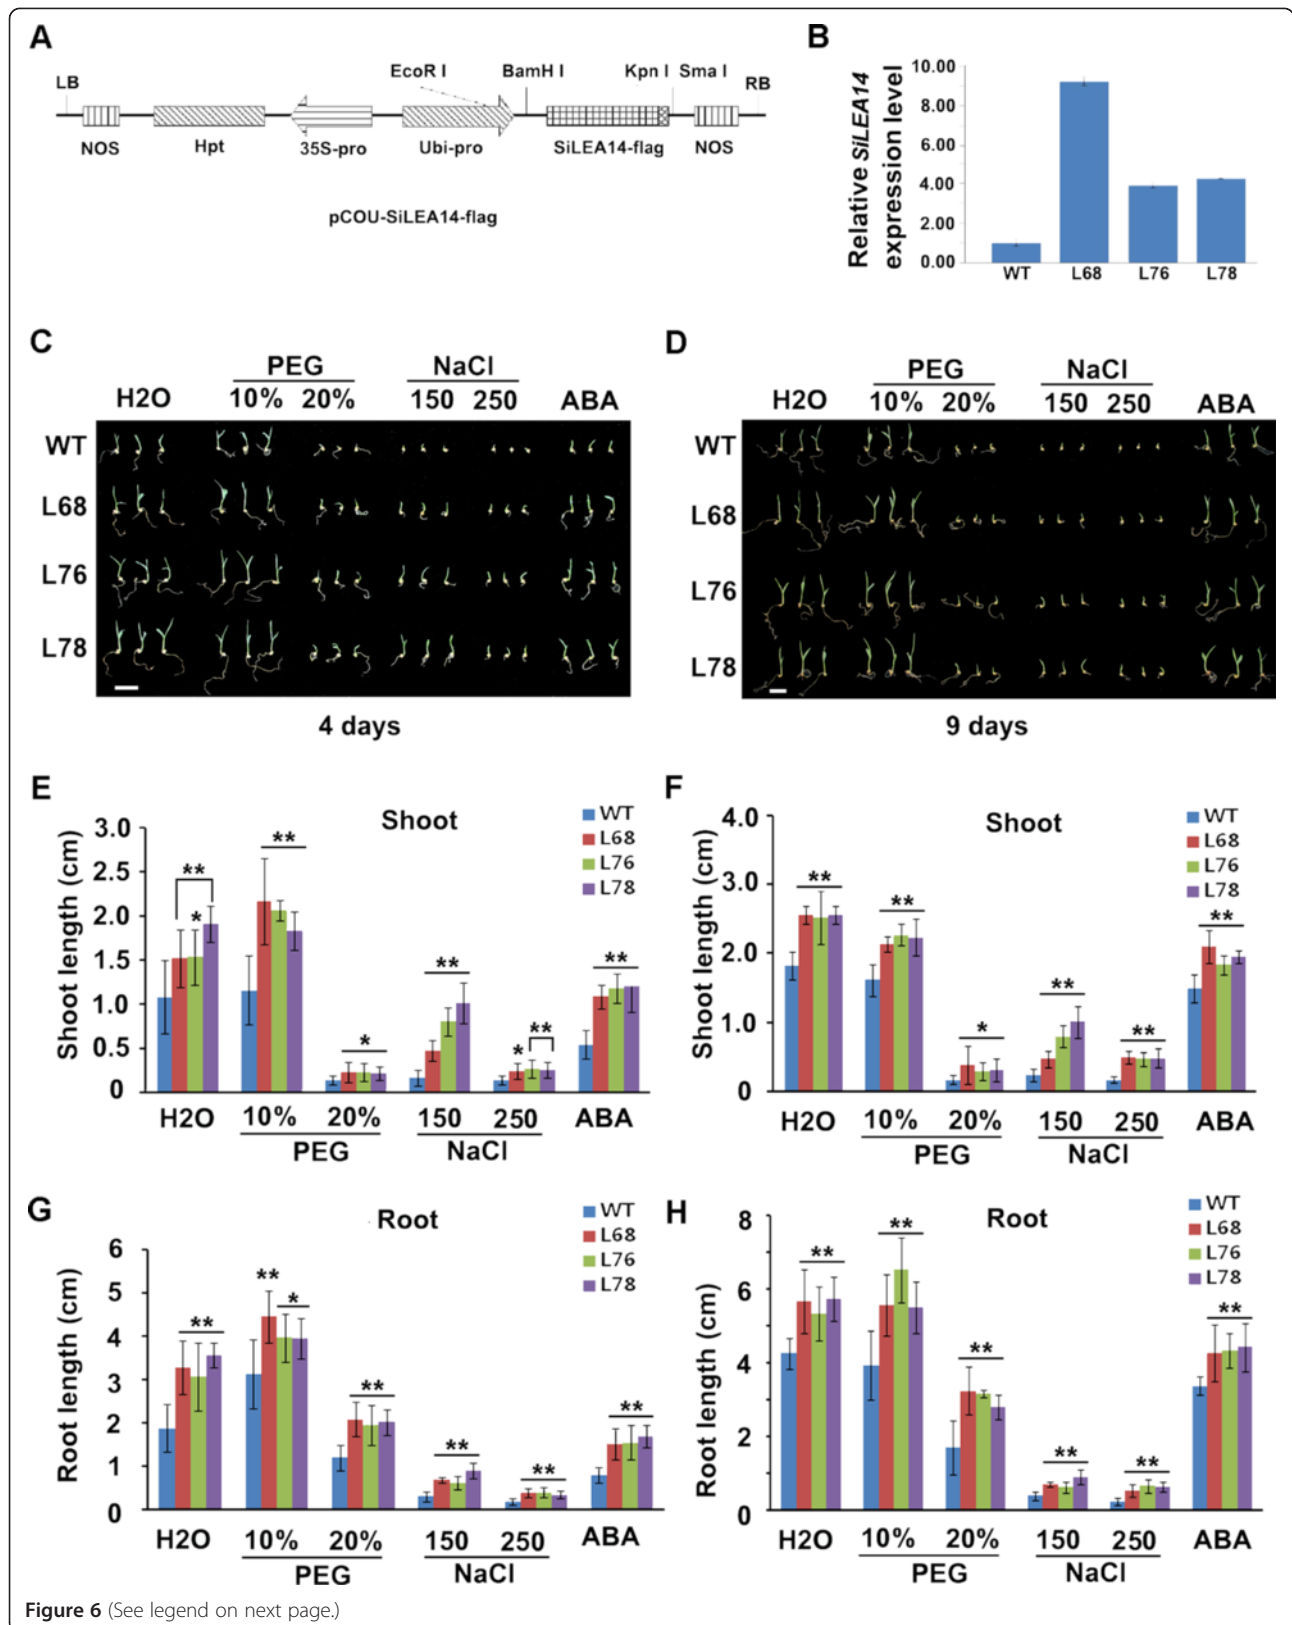 A
LB
EcoR I
BamH I
Kpn I
Sma I
RB
NOS
Hpt
35S-pro
Ubi-pro
SiLEA14-flag
NOS
pCOU-SiLEA14-flag
B
Relative SiLEA14
expression level
10.00
8.00
6.00
4.00
2.00
0.00
WT
L68
L76
L78
C
PEG
NaCl
H2O
10%
20%
150
250
ABA
WT
L68
L76
L78
4 days
D
PEG
NaCl
H2O
10%
20%
150
250
ABA
WT
L68
L76
L78
9 days
E
Shoot
WT
L68
L76
L78
Shoot length (cm)
3.0
2.5
2.0
1.5
1.0
0.5
0
**
*
**
*
**
*
**
**
H2O
10%
20%
150
250
ABA
PEG
NaCl
F
Shoot
WT
L68
L76
L78
Shoot length (cm)
4.0
3.0
2.0
1.0
0
**
**
*
**
**
**
H2O
10%
20%
150
250
ABA
PEG
NaCl
G
Root
WT
L68
L76
L78
Root length (cm)
6
5
4
3
2
1
0
**
**
*
**
**
**
**
H2O
10%
20%
150
250
ABA
PEG
NaCl
H
Root
WT
L68
L76
L78
Root length (cm)
8
6
4
2
0
**
**
**
**
**
**
H2O
10%
20%
150
250
ABA
PEG
NaCl
Figure 6 (See legend on next page.)